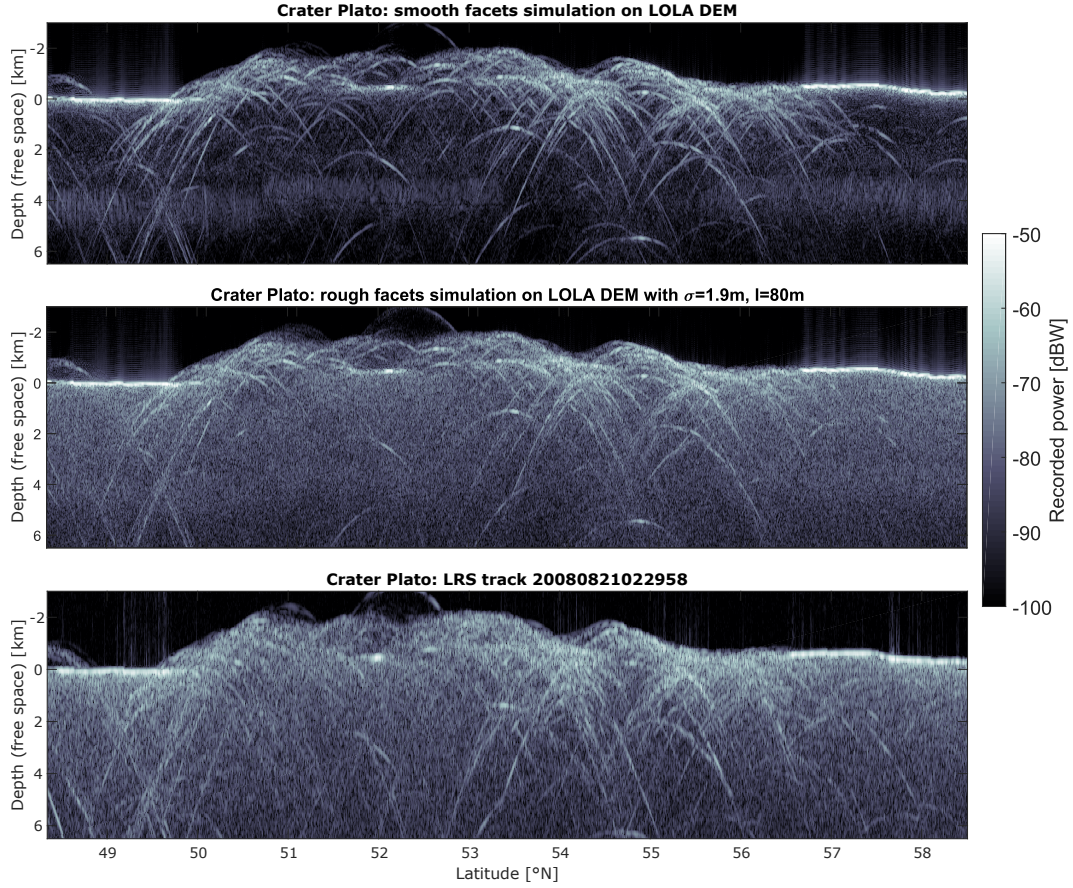 Crater Plato: smooth facets simulation on LOLA DEM
Depth (free space) [km]
-2
0
2
4
6
Crater Plato: rough facets simulation on LOLA DEM with σ=1.9m, l=80m
Depth (free space) [km]
-2
0
2
4
6
Crater Plato: LRS track 20080821022958
Depth (free space) [km]
-2
0
2
4
6
49 50 51 52 53 54 55 56 57 58
Latitude [°N]
-50
-60
-70
-80
-90
-100
Recorded power [dBW]